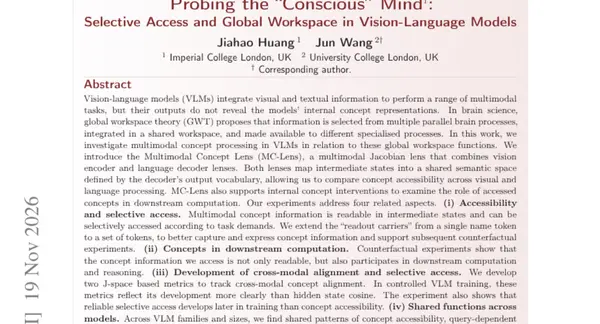 Probing the "Conscious" Mind†:
Selective Access and Global Workspace in Vision-Language Models
Jiahao Huang 1 Jun Wang 2†
1 Imperial College London, UK 2 University College London, UK
† Corresponding author.
Abstract
Vision-language models (VLMs) integrate visual and textual information to perform a range of multimodal
tasks, but their outputs do not reveal the models' internal concept representations. In brain science,
global workspace theory (GWT) proposes that information is selected from multiple parallel brain processes,
integrated in a shared workspace, and made available to different specialised processes. In this work, we
investigate multimodal concept processing in VLMs in relation to these global workspace functions. We
introduce the Multimodal Concept Lens (MC-Lens), a multimodal Jacobian lens that combines vision
encoder and language decoder lenses. Both lenses map intermediate states into a shared semantic space
defined by the decoder's output vocabulary, allowing us to compare concept accessibility across visual and
language processing. MC-Lens also supports internal concept interventions to examine the role of accessed
concepts in downstream computation. Our experiments address four related aspects. (i) Accessibility
and selective access. Multimodal concept information is readable in intermediate states and can be
selectively accessed according to task demands. We extend the "readout carriers" from a single name token
to a set of tokens, to better capture and express concept information and support subsequent counterfactual
experiments. (ii) Concepts in downstream computation. Counterfactual experiments show that
the concept information we access is not only readable, but also participates in downstream computation
and reasoning. (iii) Development of cross-modal alignment and selective access. We develop
two J-space based metrics to track cross-modal concept alignment. In controlled VLM training, these
metrics reflect its development more clearly than hidden state cosine. The experiment also shows that
reliable selective access develops later in training than concept accessibility. (iv) Shared functions across
models. Across VLM families and sizes, we find shared patterns of concept accessibility, query-dependent
I] 19 Nov 2026